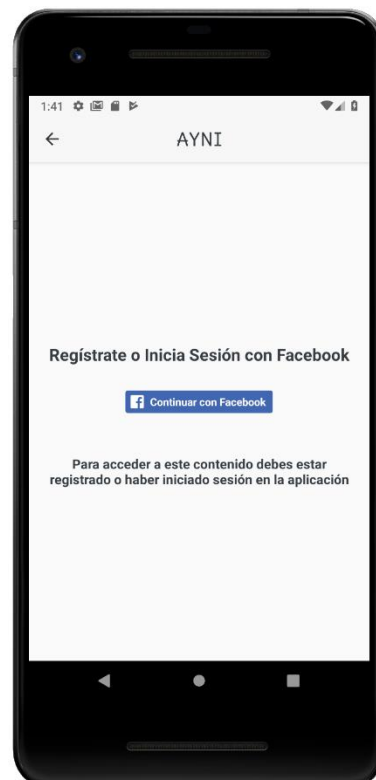 1:41
AYNI
Regístrate o Inicia Sesión con Facebook
Continuar con Facebook
Para acceder a este contenido debes estar
registrado o haber iniciado sesión en la aplicación